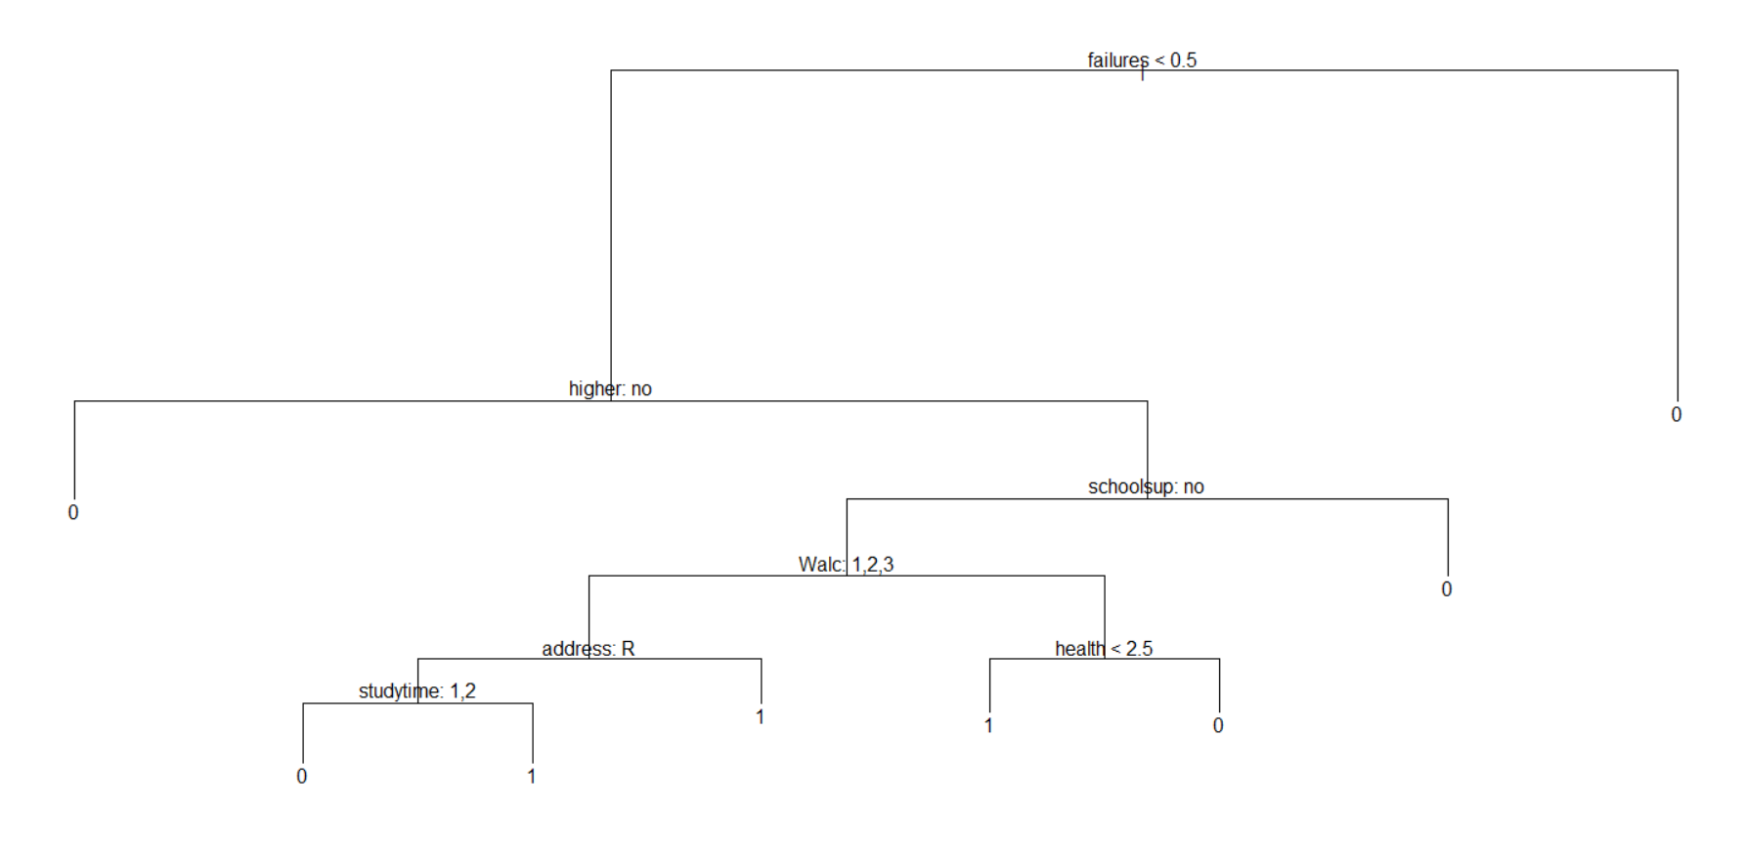 failures < 0.5
higher: no
0
schoolsup: no
0
Walc: 1,2,3
0
address: R
health < 2.5
studytime: 1,2
1
1
0
0
1